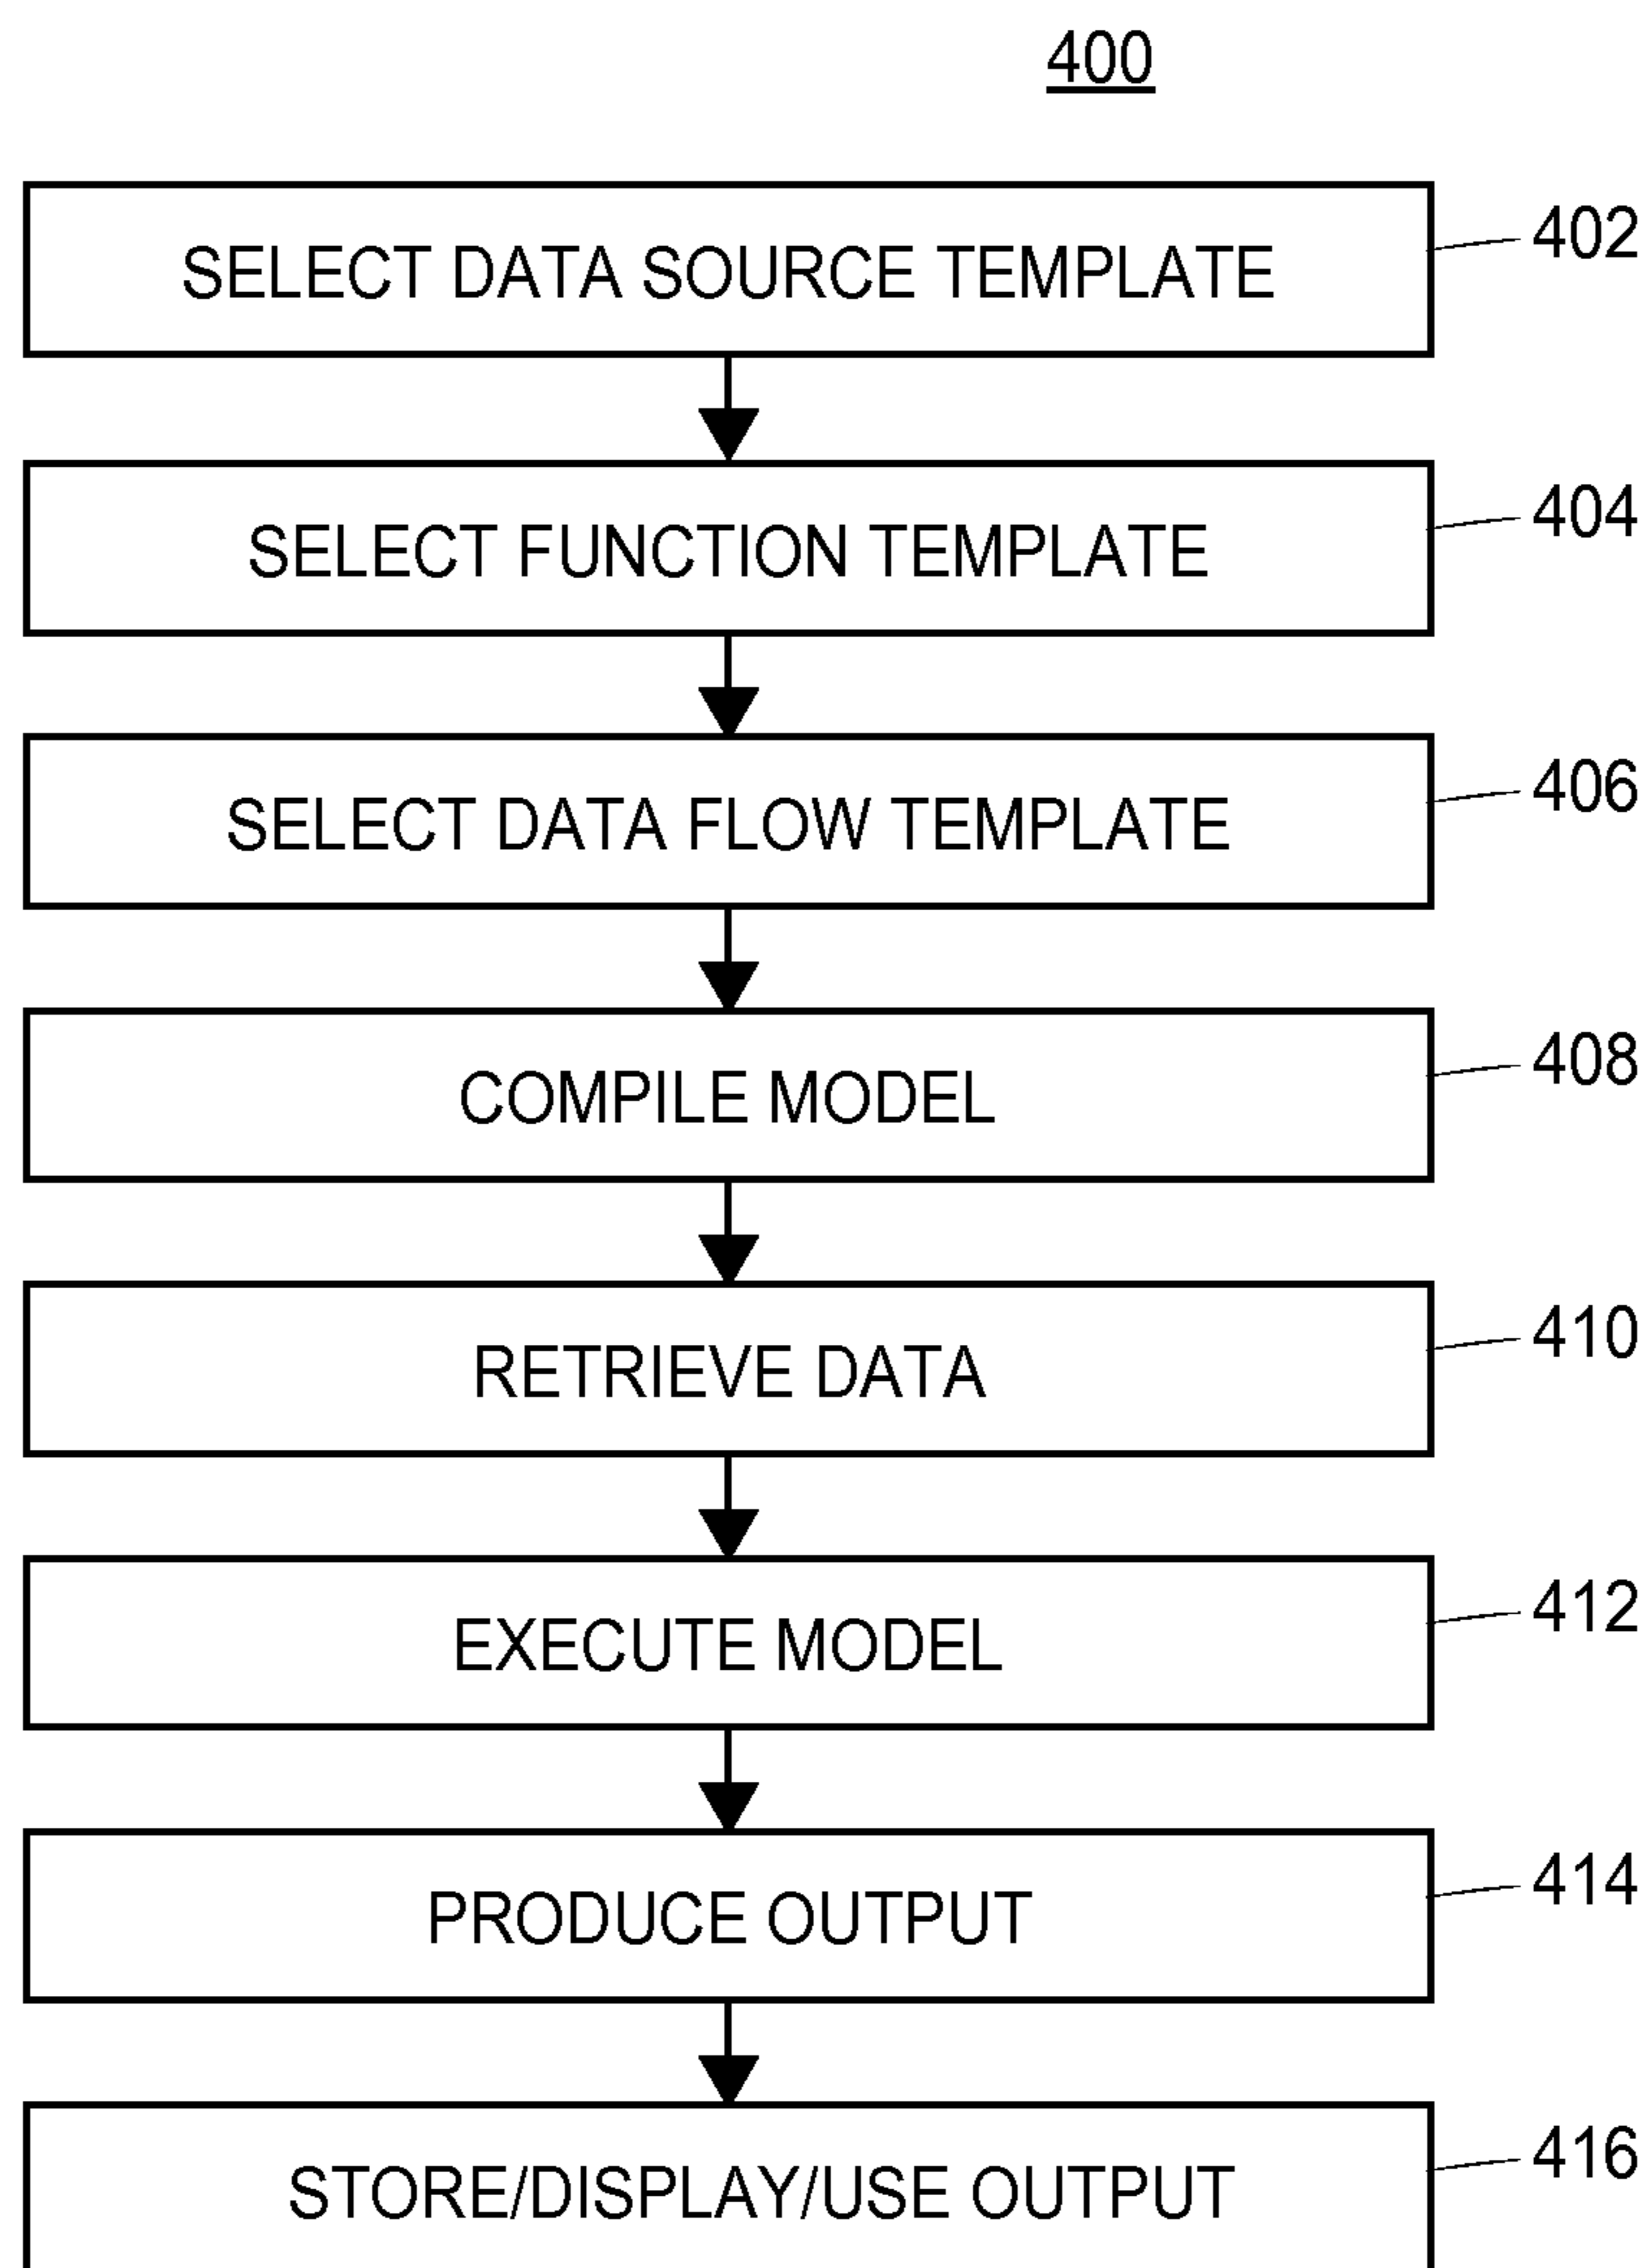 400
SELECT DATA SOURCE TEMPLATE
402
SELECT FUNCTION TEMPLATE
404
SELECT DATA FLOW TEMPLATE
406
COMPILE MODEL
408
RETRIEVE DATA
410
EXECUTE MODEL
412
PRODUCE OUTPUT
414
STORE/DISPLAY/USE OUTPUT
416